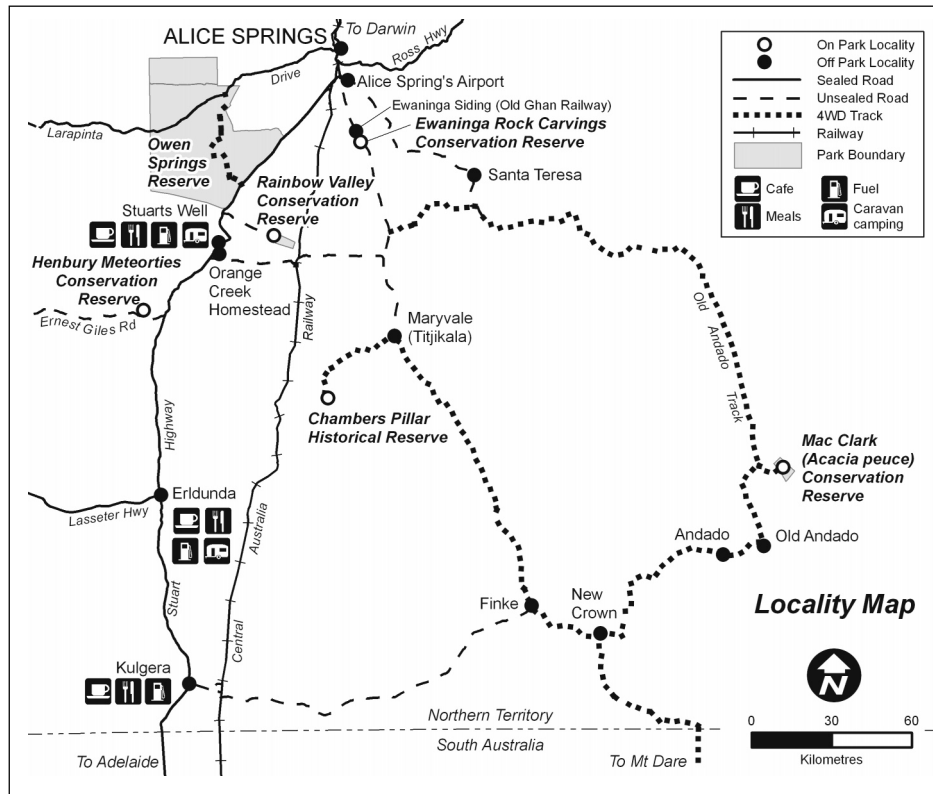 To Darwin
ALICE SPRINGS
Ross Hwy
Drive
Alice Spring's Airport
Ewaninga Siding (Old Ghan Railway)
Ewaninga Rock Carvings
Conservation Reserve
Larapinta
Owen
Springs
Reserve
Santa Teresa
Rainbow Valley
Conservation
Reserve
Stuarts Well
Henbury Meteorties
Conservation
Reserve
Orange
Creek
Homestead
Ernest Giles Rd
Railway
Maryvale
(Titjikala)
Old Andado Track
Chambers Pillar
Historical Reserve
Mac Clark
(Acacia peuce)
Conservation
Reserve
Highway
Erldunda
Lasseter Hwy
Australia
Andado
Old Andado
Stuart
Finke
New
Crown
Central
Kulgera
Northern Territory
South Australia
To Adelaide
To Mt Dare
On Park Locality
Off Park Locality
Sealed Road
Unsealed Road
4WD Track
Railway
Park Boundary
Cafe
Fuel
Meals
Caravan
camping
Locality Map
N
0 30 60
Kilometres